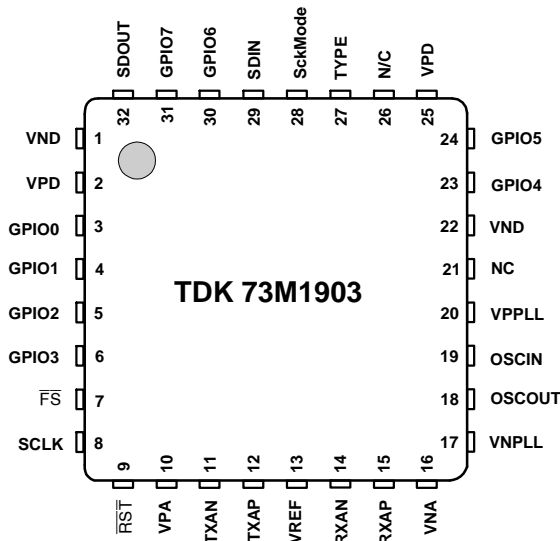 SDOUT GPIO7 GPIO6 SDIN SckMode TYPE N/C VPD
32 31 30 29 28 27 26 25
VND 1
VPD 2
GPIO0 3
GPIO1 4
GPIO2 5
GPIO3 6
FS 7
SCLK 8
TDK 73M1903
24 GPIO5
23 GPIO4
22 VND
21 NC
20 VPPLL
19 OSCIN
18 OSCOUT
17 VNPLL
9 10 11 12 13 14 15 16
RST VPA TXAN TXAP VREF RXAN RXAP VNA